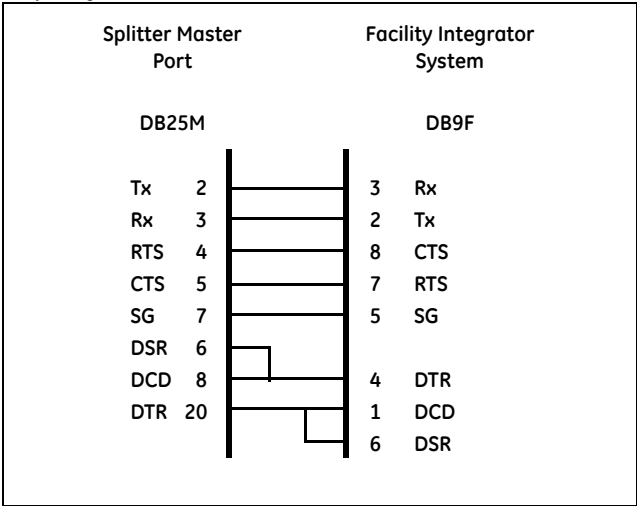 Splitter Master Port Facility Integrator System
DB25M DB9F
Tx 2 3 Rx
Rx 3 2 Tx
RTS 4 8 CTS
CTS 5 7 RTS
SG 7 5 SG
DSR 6
DCD 8 4 DTR
DTR 20 1 DCD
6 DSR